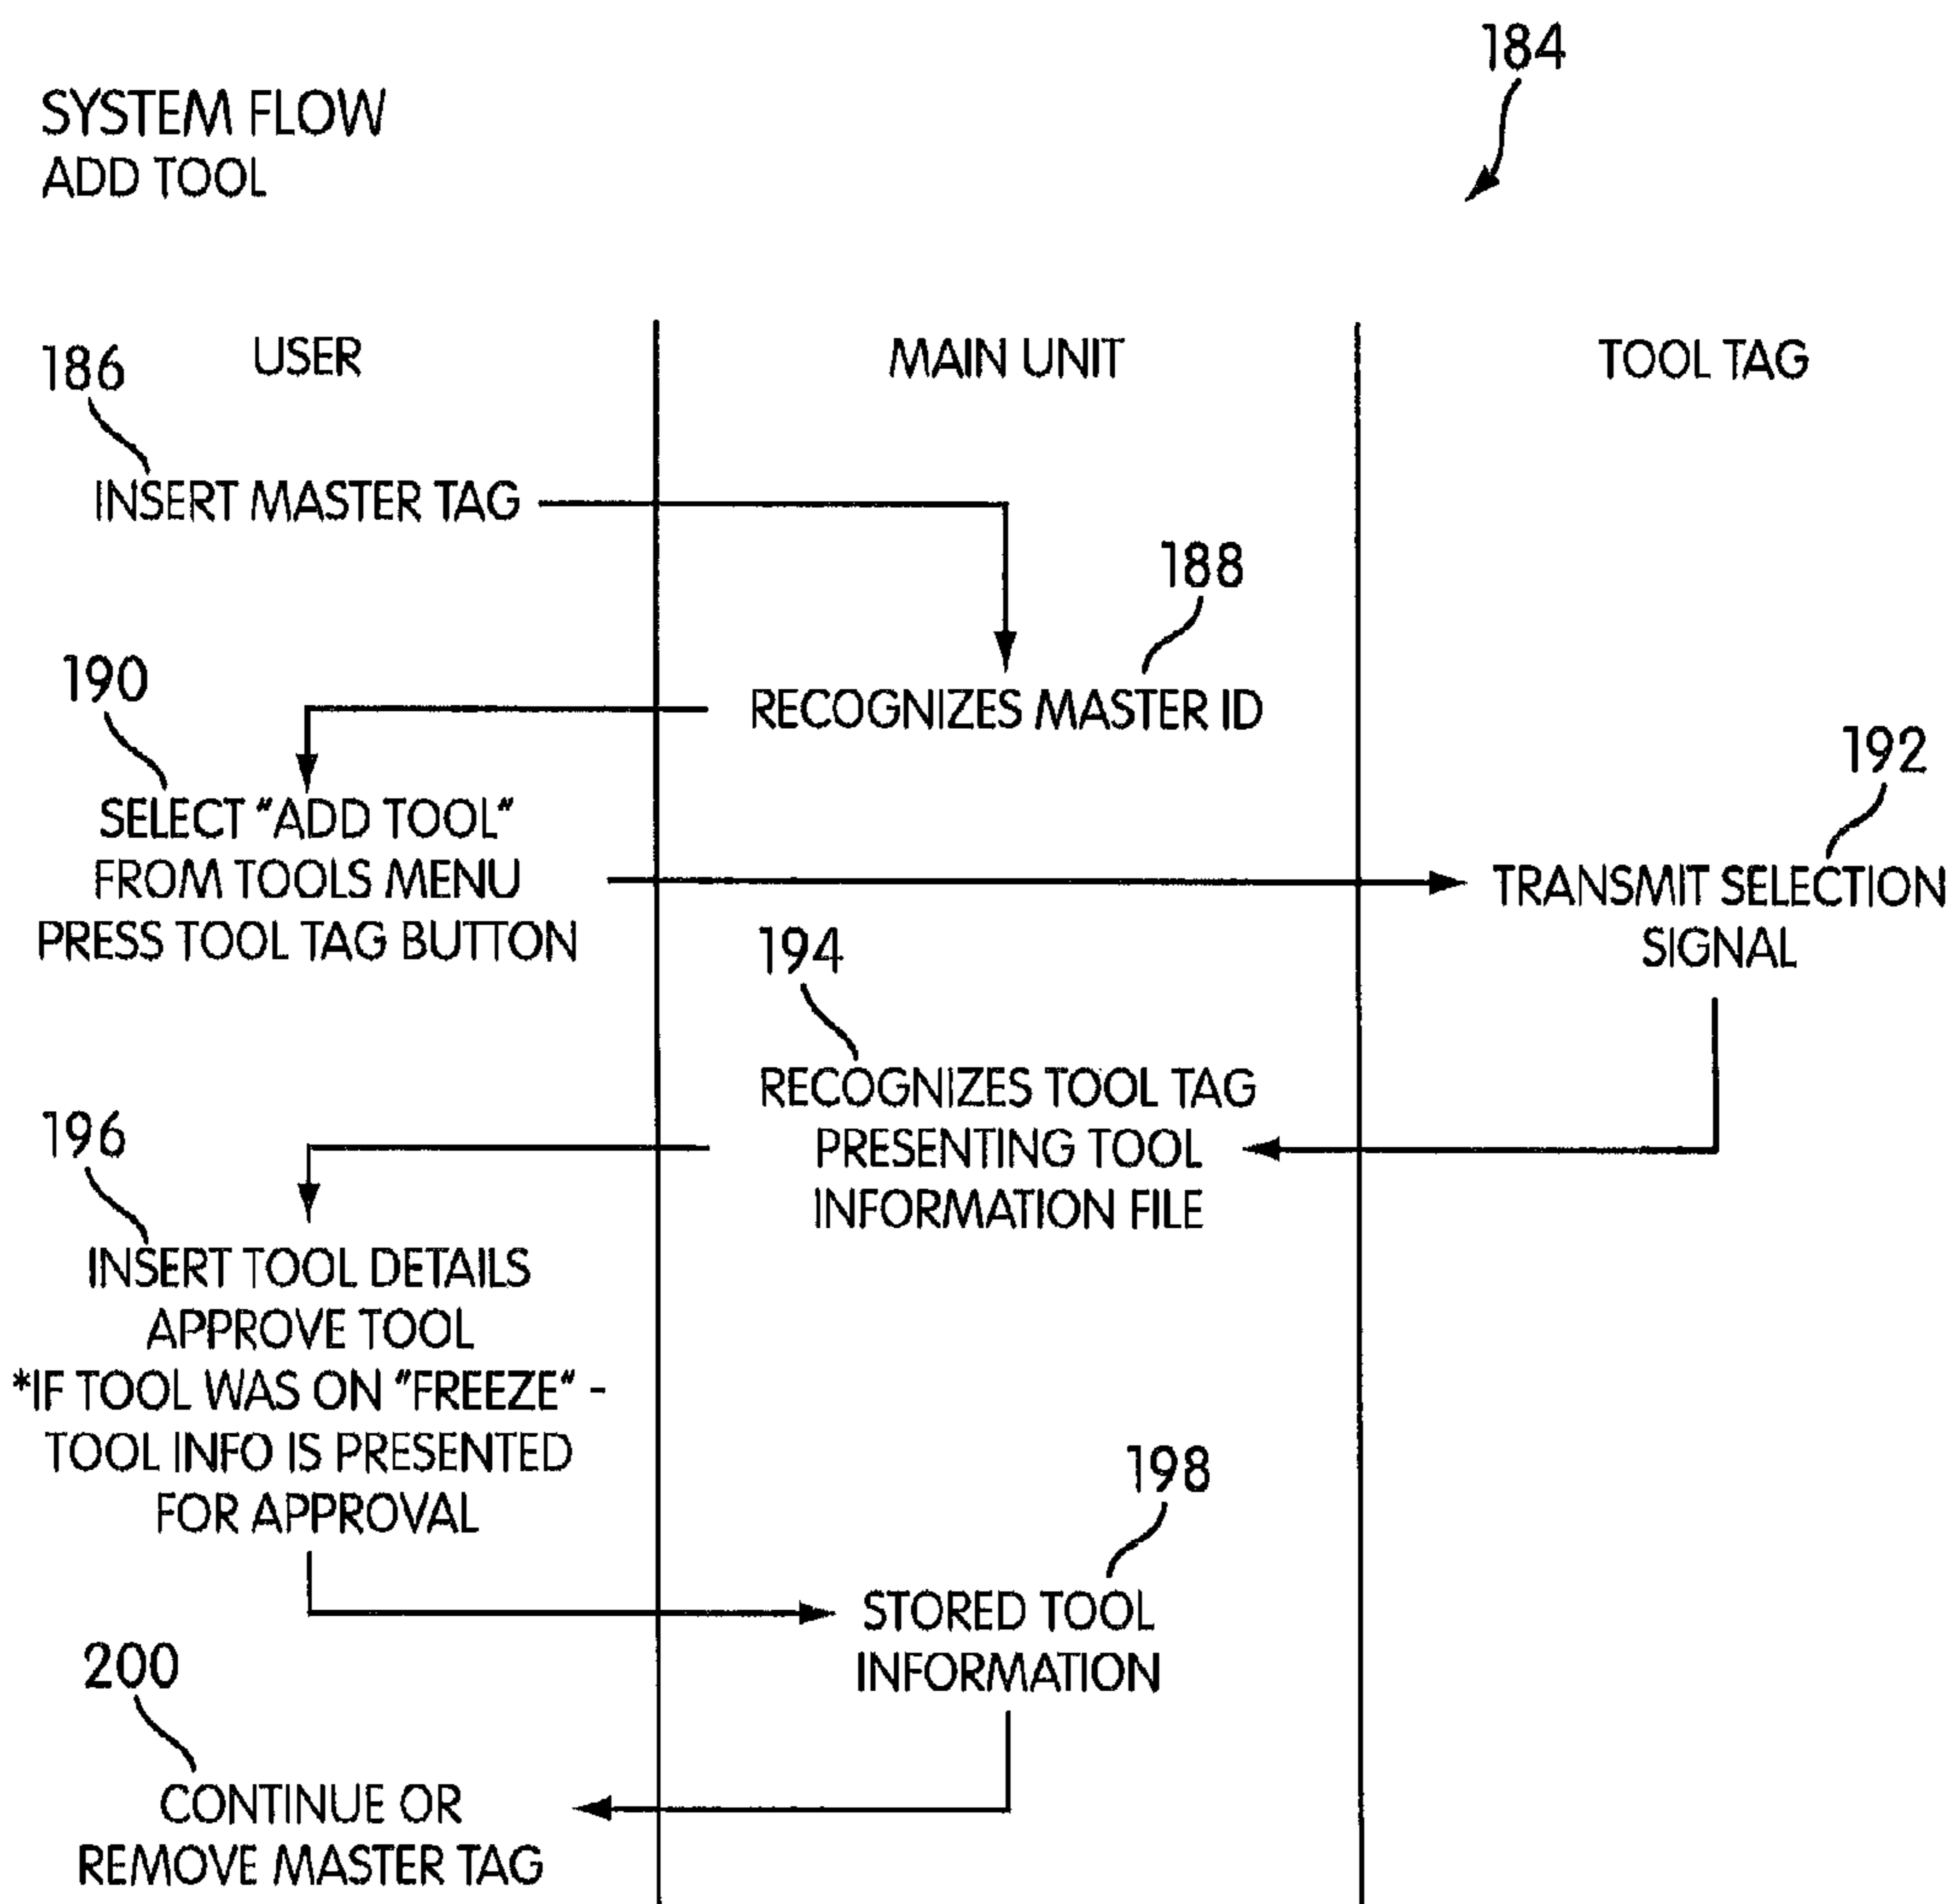 184
SYSTEM FLOW
ADD TOOL
USER
MAIN UNIT
TOOL TAG
186
INSERT MASTER TAG
188
RECOGNIZES MASTER ID
190
SELECT "ADD TOOL"
FROM TOOLS MENU
PRESS TOOL TAG BUTTON
192
TRANSMIT SELECTION
SIGNAL
194
RECOGNIZES TOOL TAG
PRESENTING TOOL
INFORMATION FILE
196
INSERT TOOL DETAILS
APPROVE TOOL
*IF TOOL WAS ON "FREEZE" -
TOOL INFO IS PRESENTED
FOR APPROVAL
198
STORED TOOL
INFORMATION
200
CONTINUE OR
REMOVE MASTER TAG